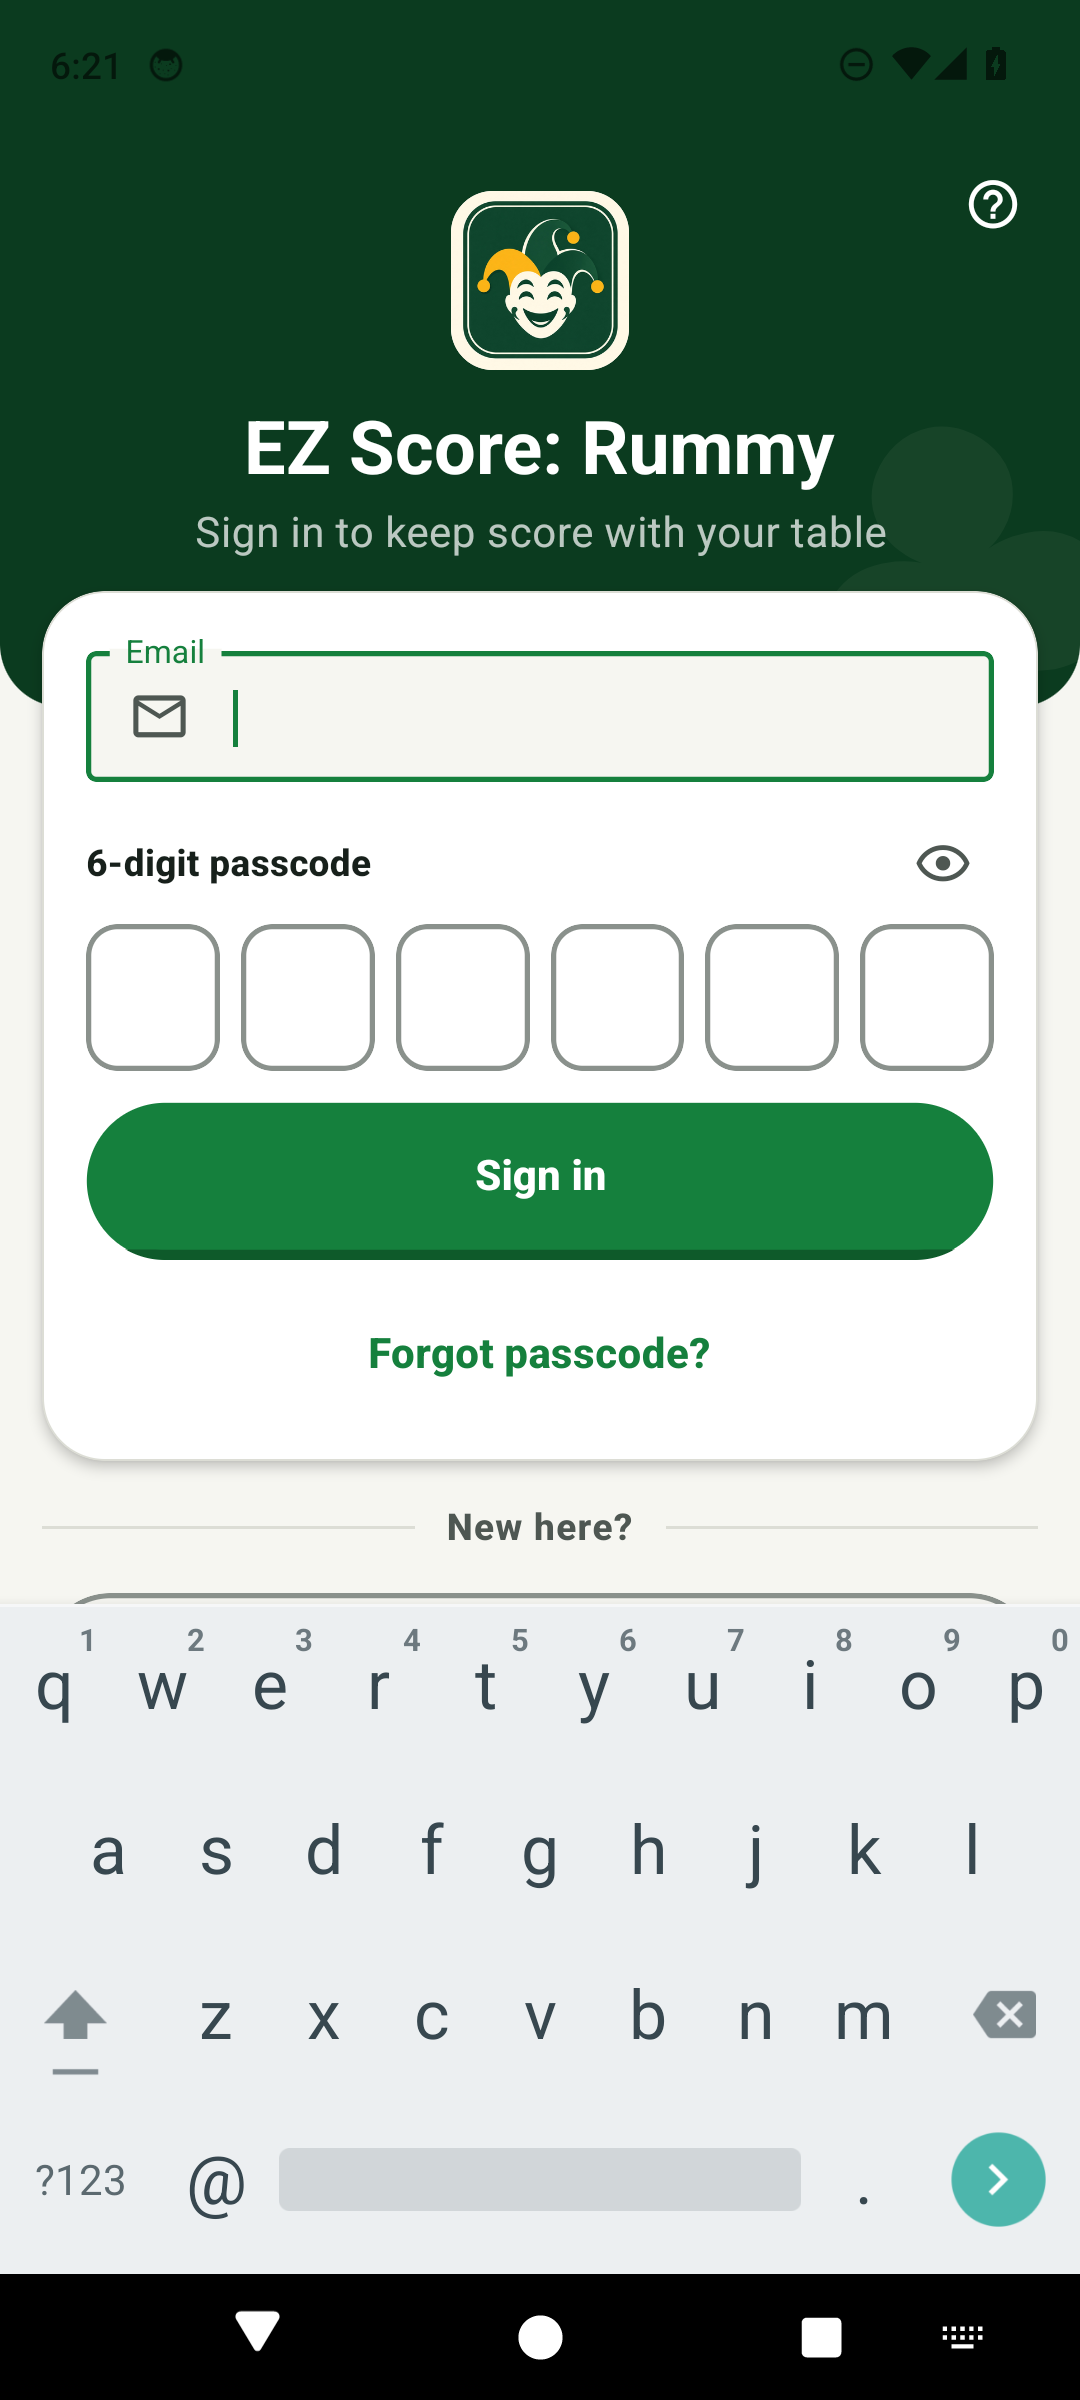 6:21
EZ Score: Rummy
Sign in to keep score with your table
Email
6-digit passcode
Sign in
Forgot passcode?
New here?
1 2 3 4 5 6 7 8 9 0
q w e r t y u i o p
a s d f g h j k l
z x c v b n m
?123 @ .